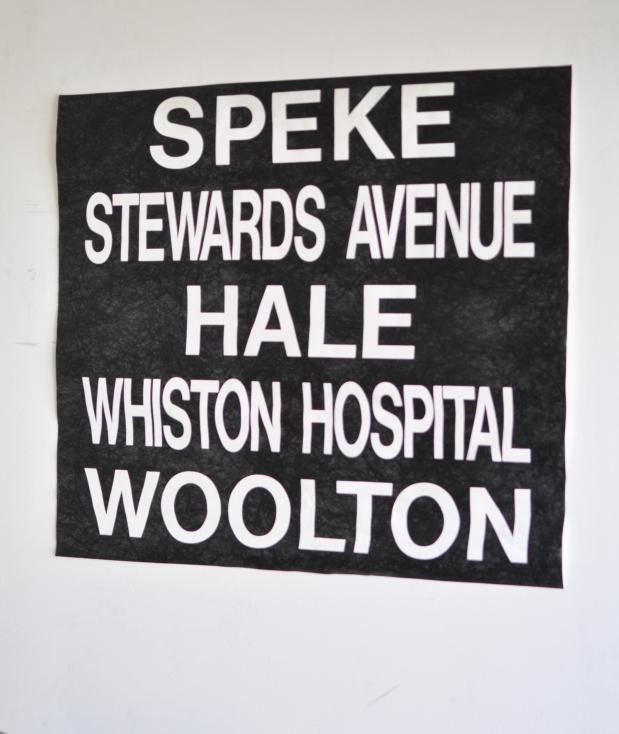 SPEKE
STEWARDS AVENUE
HALE
WHISTON HOSPITAL
WOOLTON